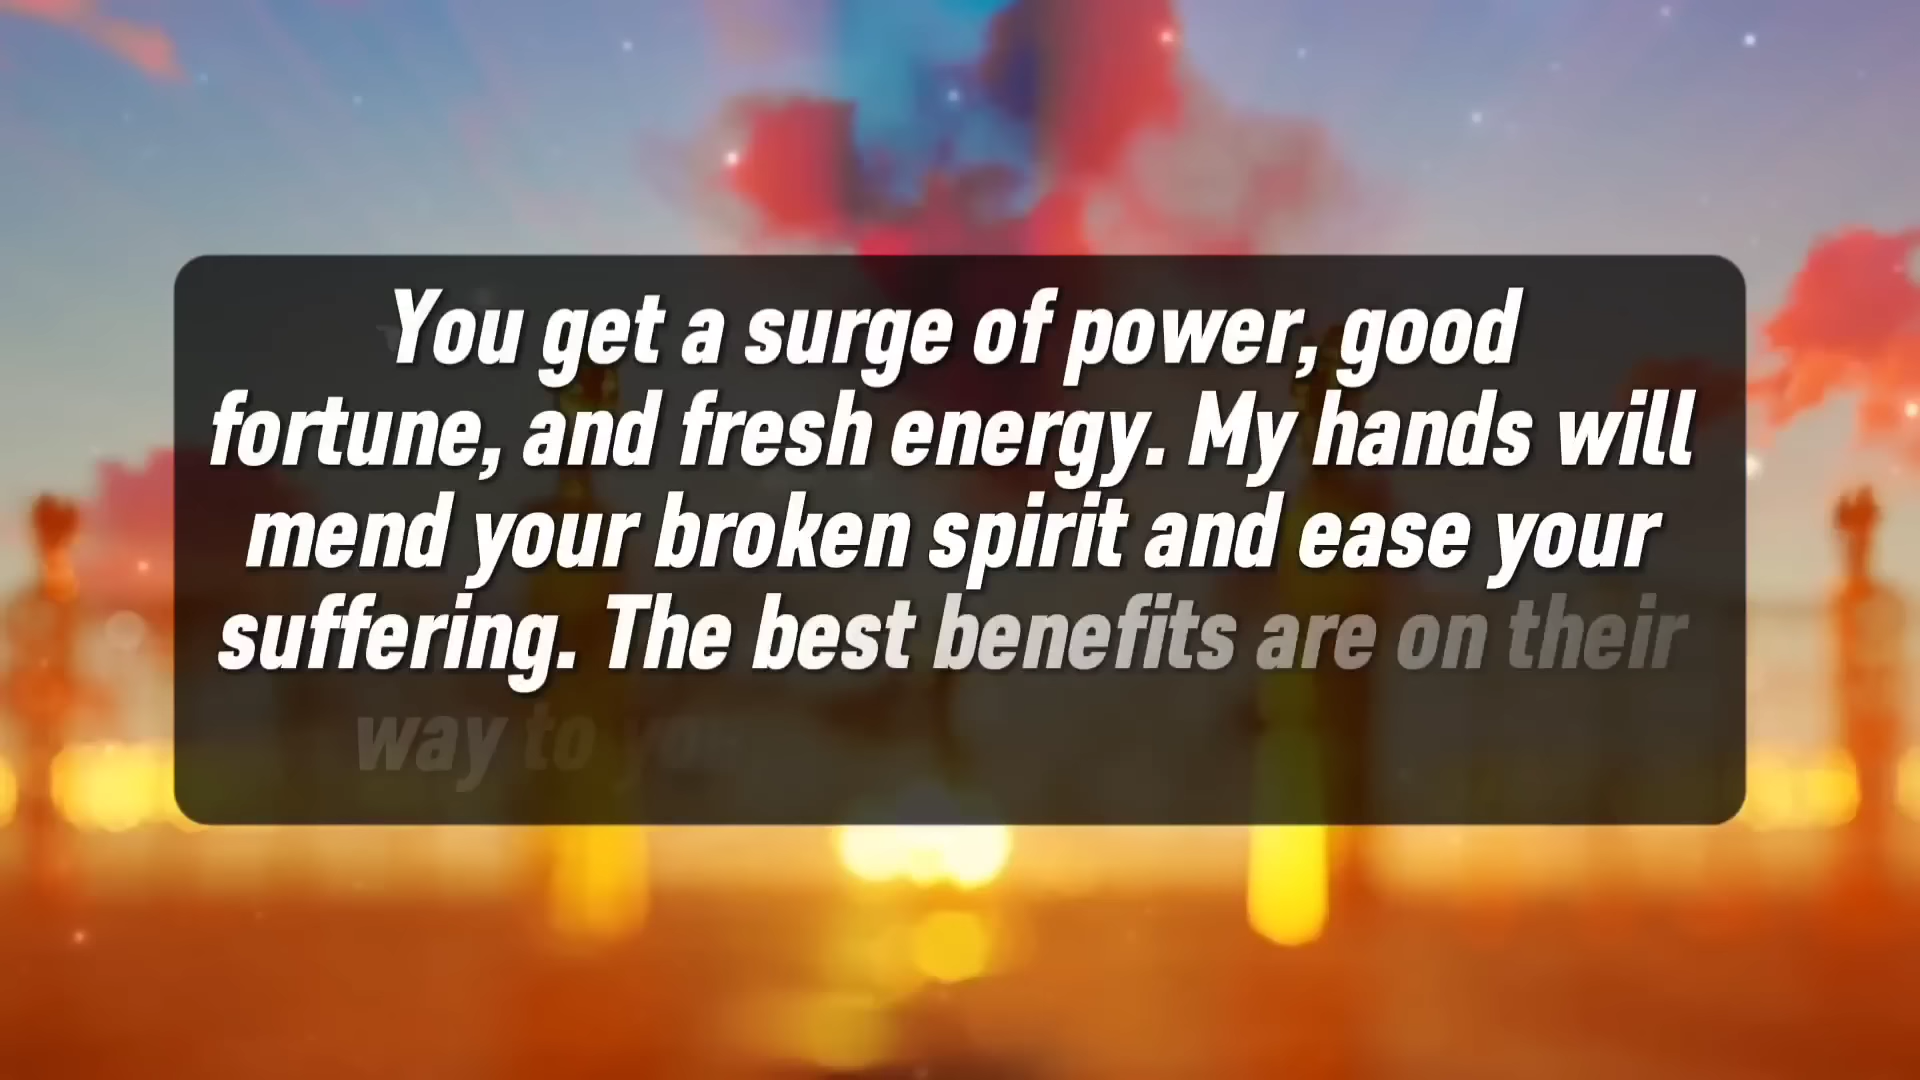 You get a surge of power, good
fortune, and fresh energy. My hands will
mend your broken spirit and ease your
suffering. The best benefits are on their
way to you